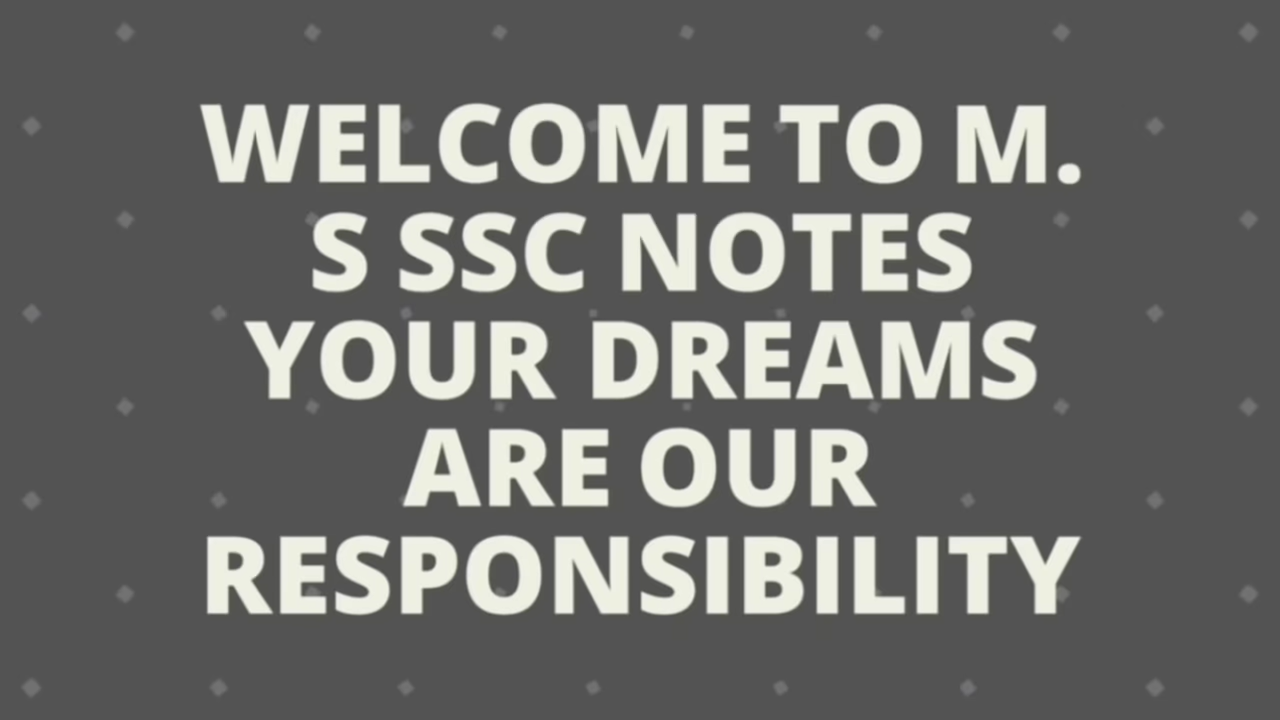 WELCOME TO M.
S SSC NOTES
YOUR DREAMS
ARE OUR
RESPONSIBILITY